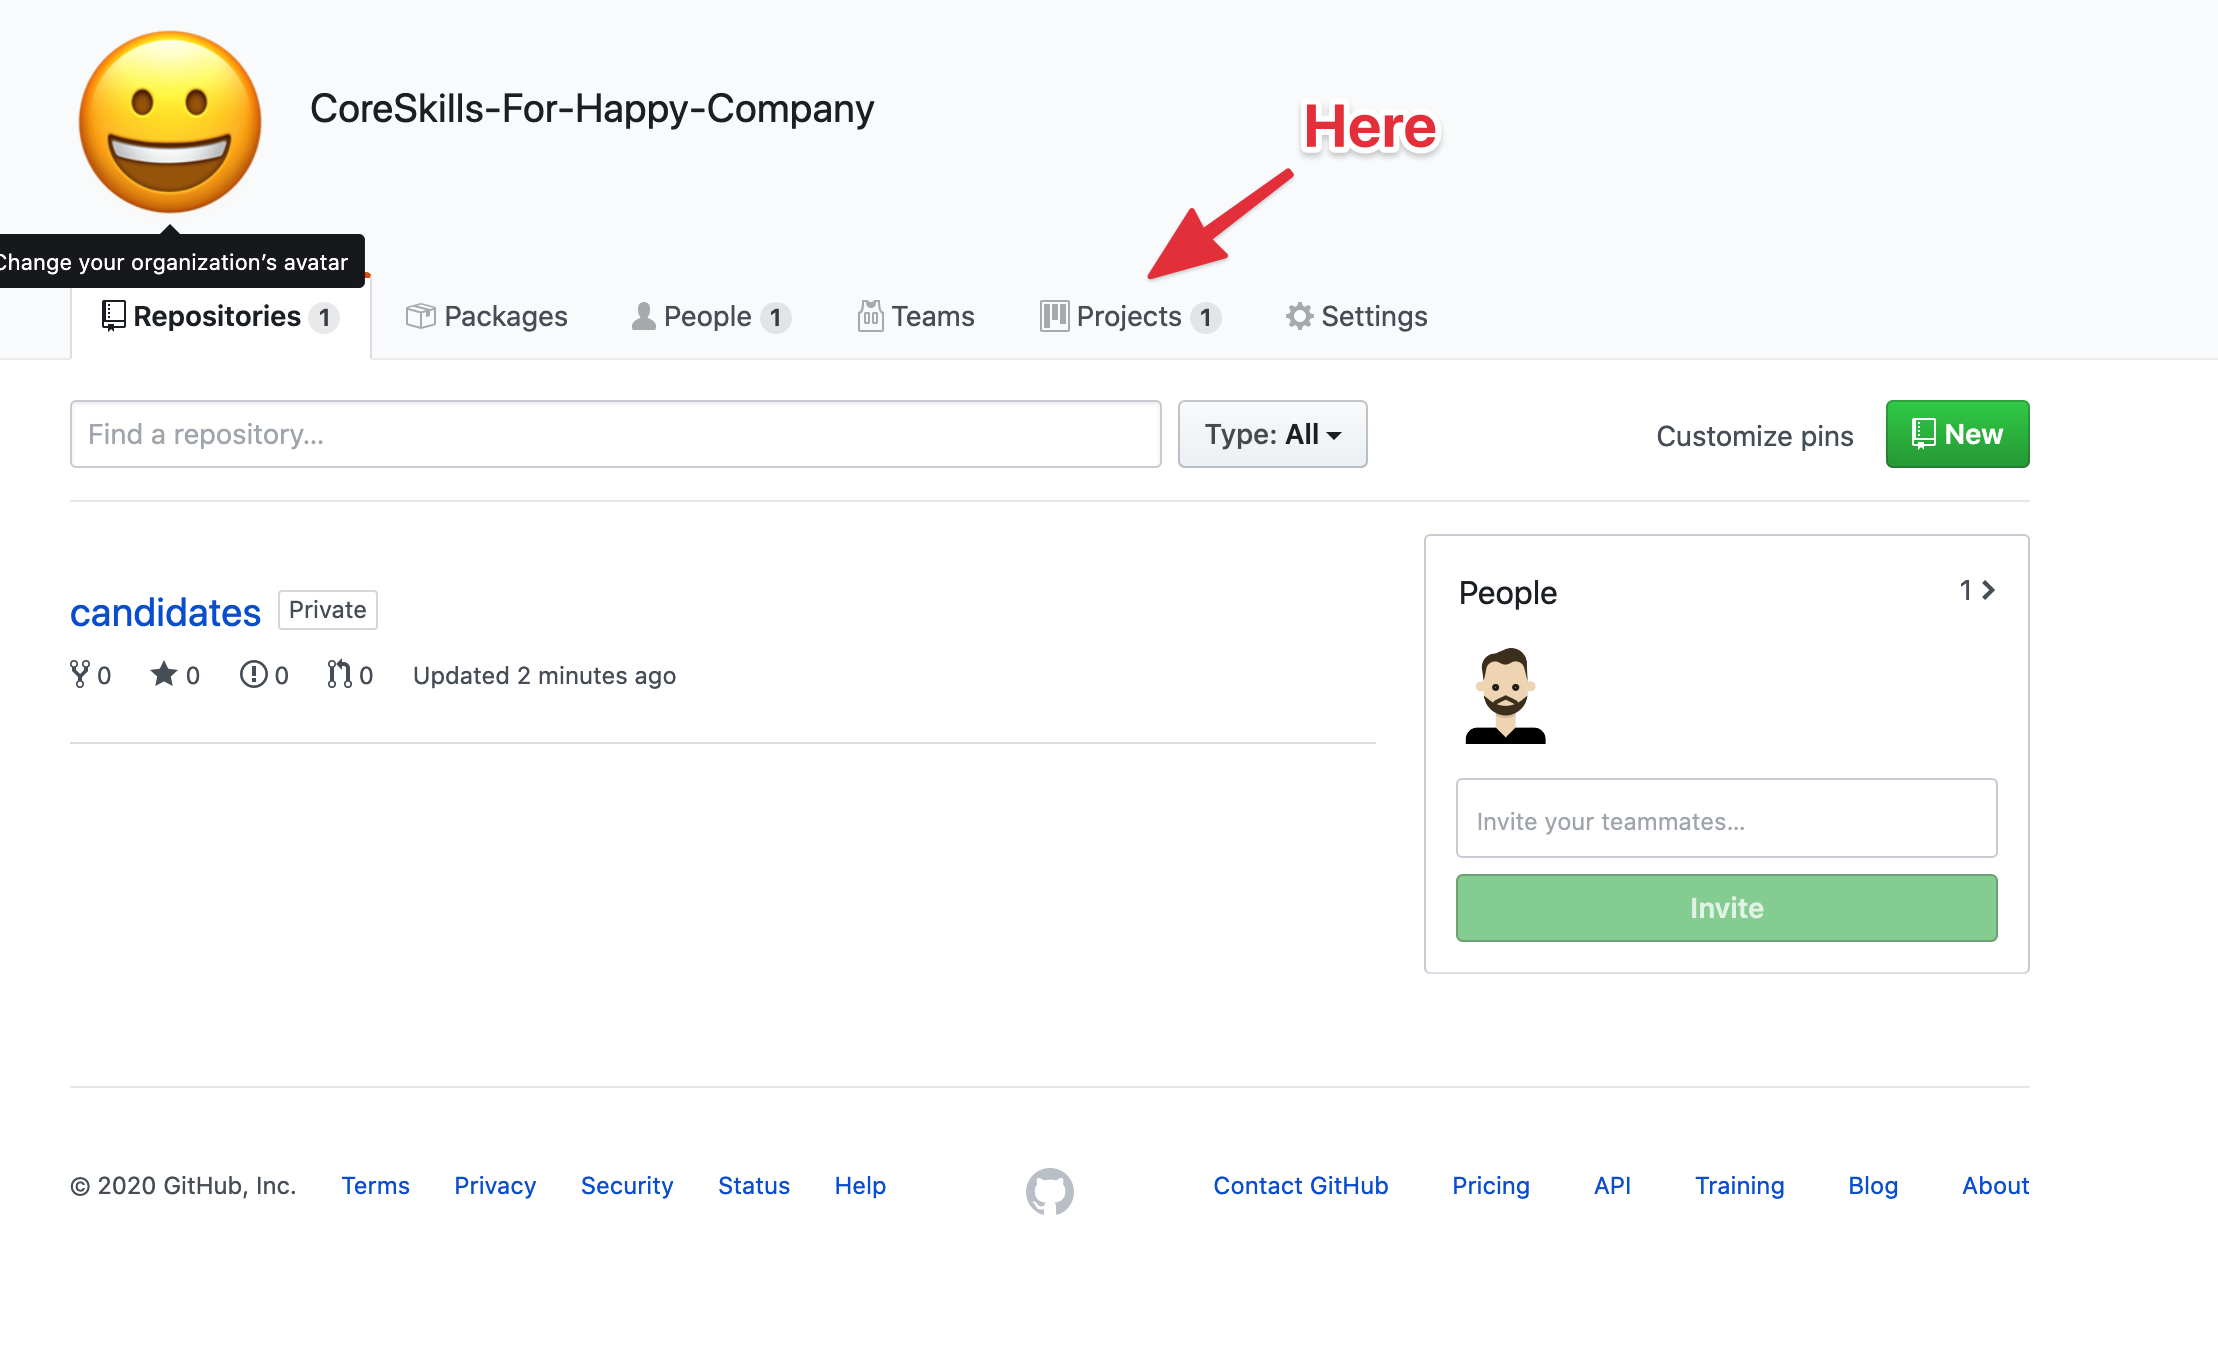 CoreSkills-For-Happy-Company
Here
Change your organization's avatar
Repositories 1
Packages
People 1
Teams
Projects 1
Settings
Find a repository...
Type: All
Customize pins
New
candidates Private
0 0 0 0 Updated 2 minutes ago
People 1
Invite your teammates...
Invite
© 2020 GitHub, Inc. Terms Privacy Security Status Help Contact GitHub Pricing API Training Blog About